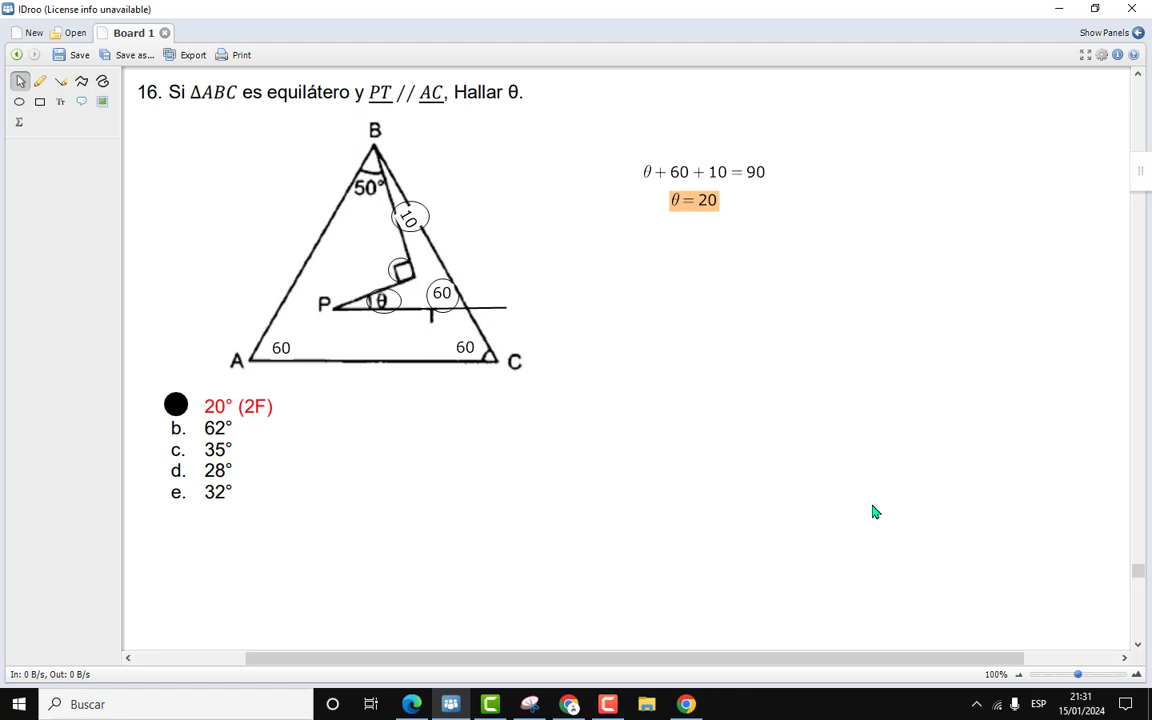 IDroo (License info unavailable)
New Open Board 1 Show Panels
Save Save as... Export Print
Tr
Σ
16. Si ΔABC es equilátero y PT // AC, Hallar θ.
B
50°
10
P θ 60
T
A 60 60 C
θ + 60 + 10 = 90
θ = 20
20° (2F)
b. 62°
c. 35°
d. 28°
e. 32°
In: 0 B/s, Out: 0 B/s 100%
Buscar ESP 21:31
15/01/2024